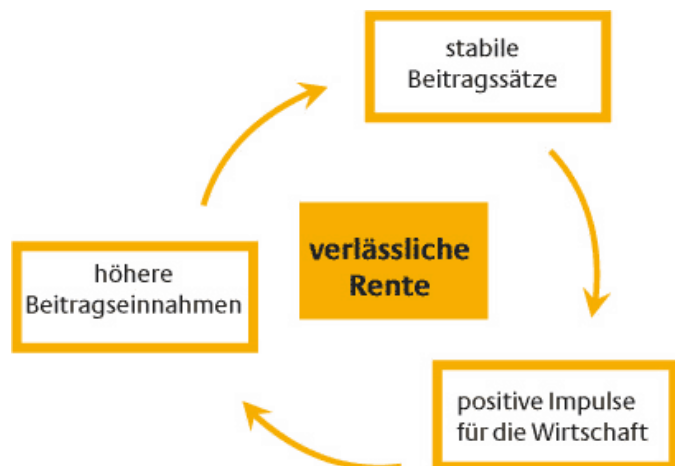 stabile
Beitragssätze
verlässliche
Rente
höhere
Beitragseinnahmen
positive Impulse
für die Wirtschaft